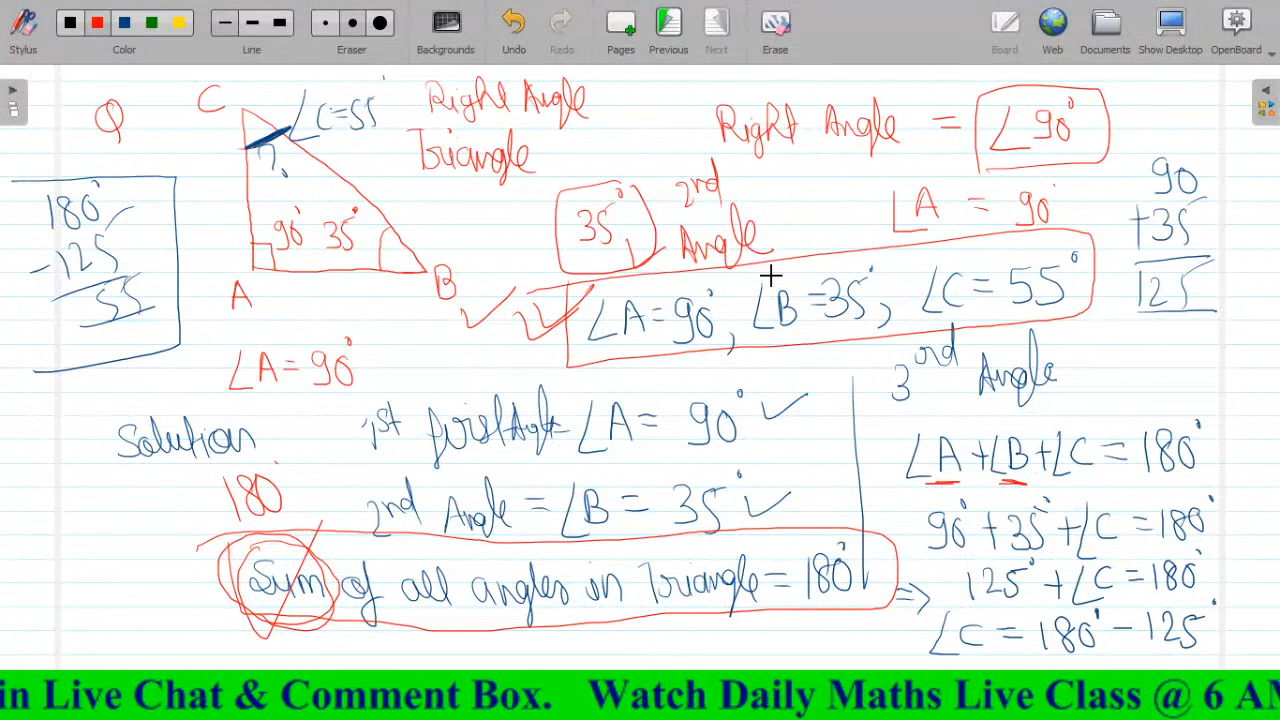 Stylus
Color
Line
Eraser
Backgrounds
Undo
Redo
Pages
Previous
Next
Erase
Board
Web
Documents
Show Desktop
OpenBoard
Q
C
∠C=55°
?
90° 35°
A
B
∠A=90°
Right Angle
Triangle
Right Angle = ∠90°
35°
2nd
Angle
∠A = 90°
180°
-125
55
90
+35
125
∠A=90°, ∠B=35°, ∠C=55°
Solution
1st first Angle=∠A= 90° ✓
2nd Angle = ∠B = 35° ✓
180
Sum of all angles in Triangle=180°
3rd Angle
∠A+∠B+∠C=180°
90°+35°+∠C=180°
⇒ 125°+∠C=180°
∠C=180°-125°
in Live Chat & Comment Box. Watch Daily Maths Live Class @ 6 A